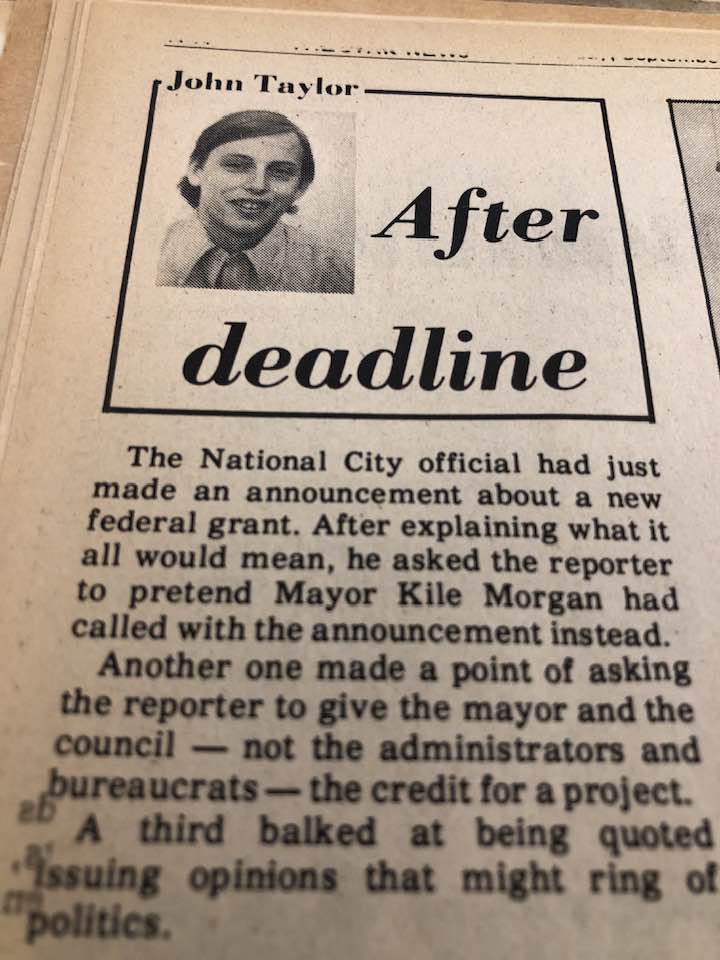 THE STAR NEWS
John Taylor
After
deadline
The National City official had just
made an announcement about a new
federal grant. After explaining what it
all would mean, he asked the reporter
to pretend Mayor Kile Morgan had
called with the announcement instead.
Another one made a point of asking
the reporter to give the mayor and the
council — not the administrators and
bureaucrats — the credit for a project.
A third balked at being quoted
issuing opinions that might ring of
politics.